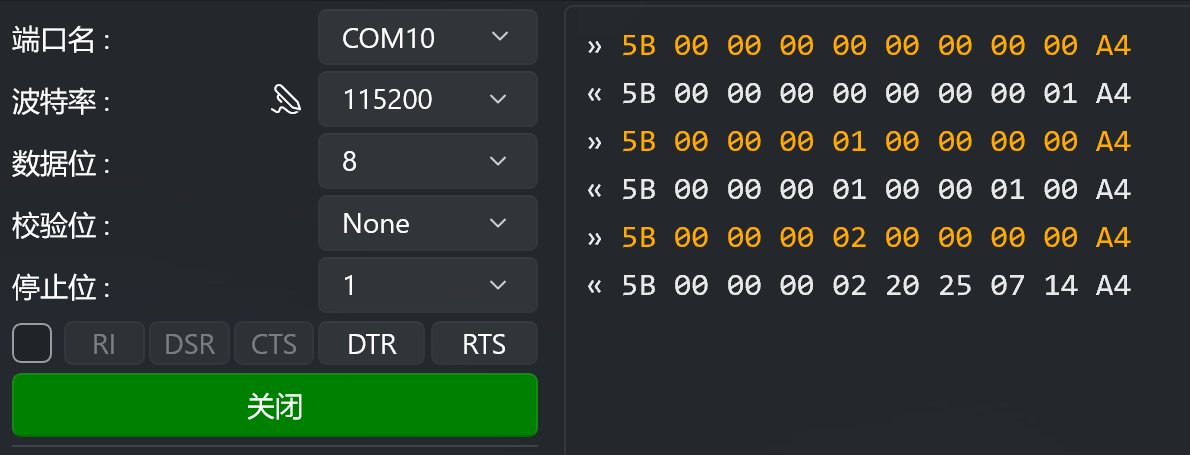 端口名 :
COM10
波特率 :
115200
数据位 :
8
校验位 :
None
停止位 :
1
RI DSR CTS DTR RTS
关闭
» 5B 00 00 00 00 00 00 00 00 A4
« 5B 00 00 00 00 00 00 00 01 A4
» 5B 00 00 00 01 00 00 00 00 A4
« 5B 00 00 00 01 00 00 01 00 A4
» 5B 00 00 00 02 00 00 00 00 A4
« 5B 00 00 00 02 20 25 07 14 A4